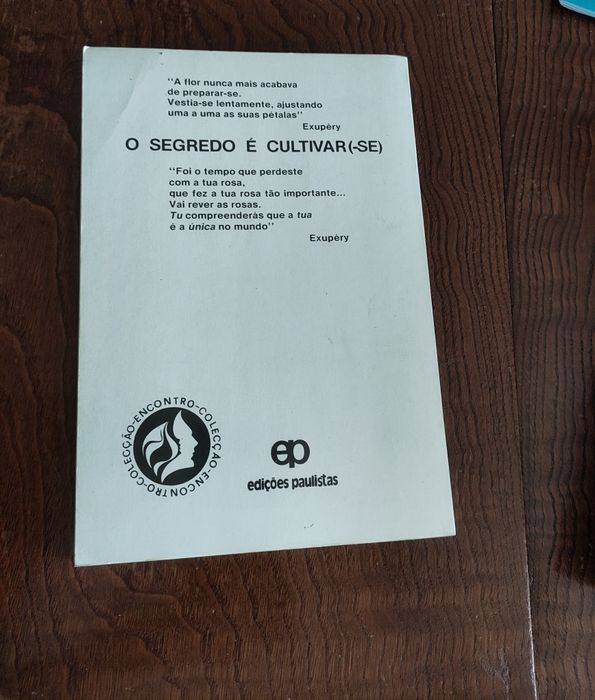 "A flor nunca mais acabava
de preparar-se.
Vestia-se lentamente, ajustando
uma a uma as suas pétalas"
Exupèry
O SEGREDO É CULTIVAR(-SE)
"Foi o tempo que perdeste
com a tua rosa,
que fez a tua rosa tão importante...
Vai rever as rosas.
Tu compreenderàs que a tua
é a única no mundo"
Exupèry
COLECÇÃO-ENCONTRO-COLECÇÃO-ENCONTRO-
ep
edições paulistas